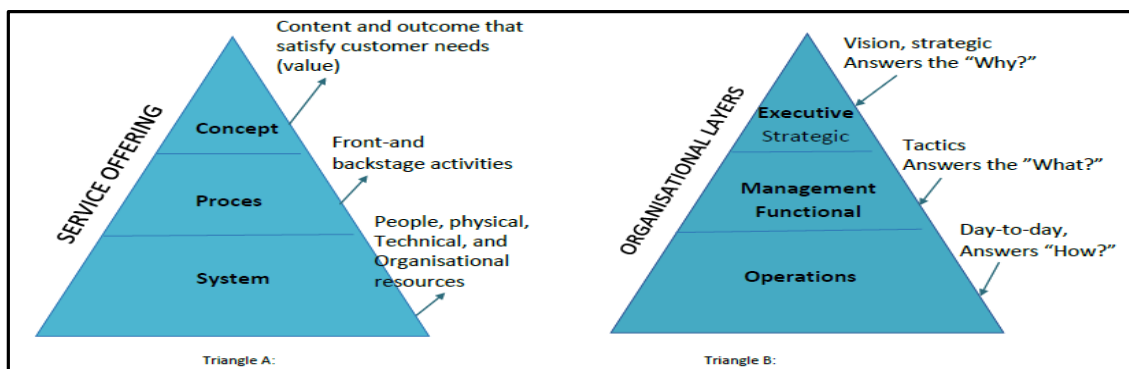 Content and outcome that
satisfy customer needs
(value)
SERVICE OFFERING
Concept
Front-and
backstage activities
Proces
People, physical,
Technical, and
Organisational
resources
System
Triangle A:
Vision, strategic
Answers the “Why?”
ORGANISATIONAL LAYERS
Executive
Strategic
Tactics
Answers the ”What?”
Management
Functional
Day-to-day,
Answers “How?”
Operations
Triangle B: